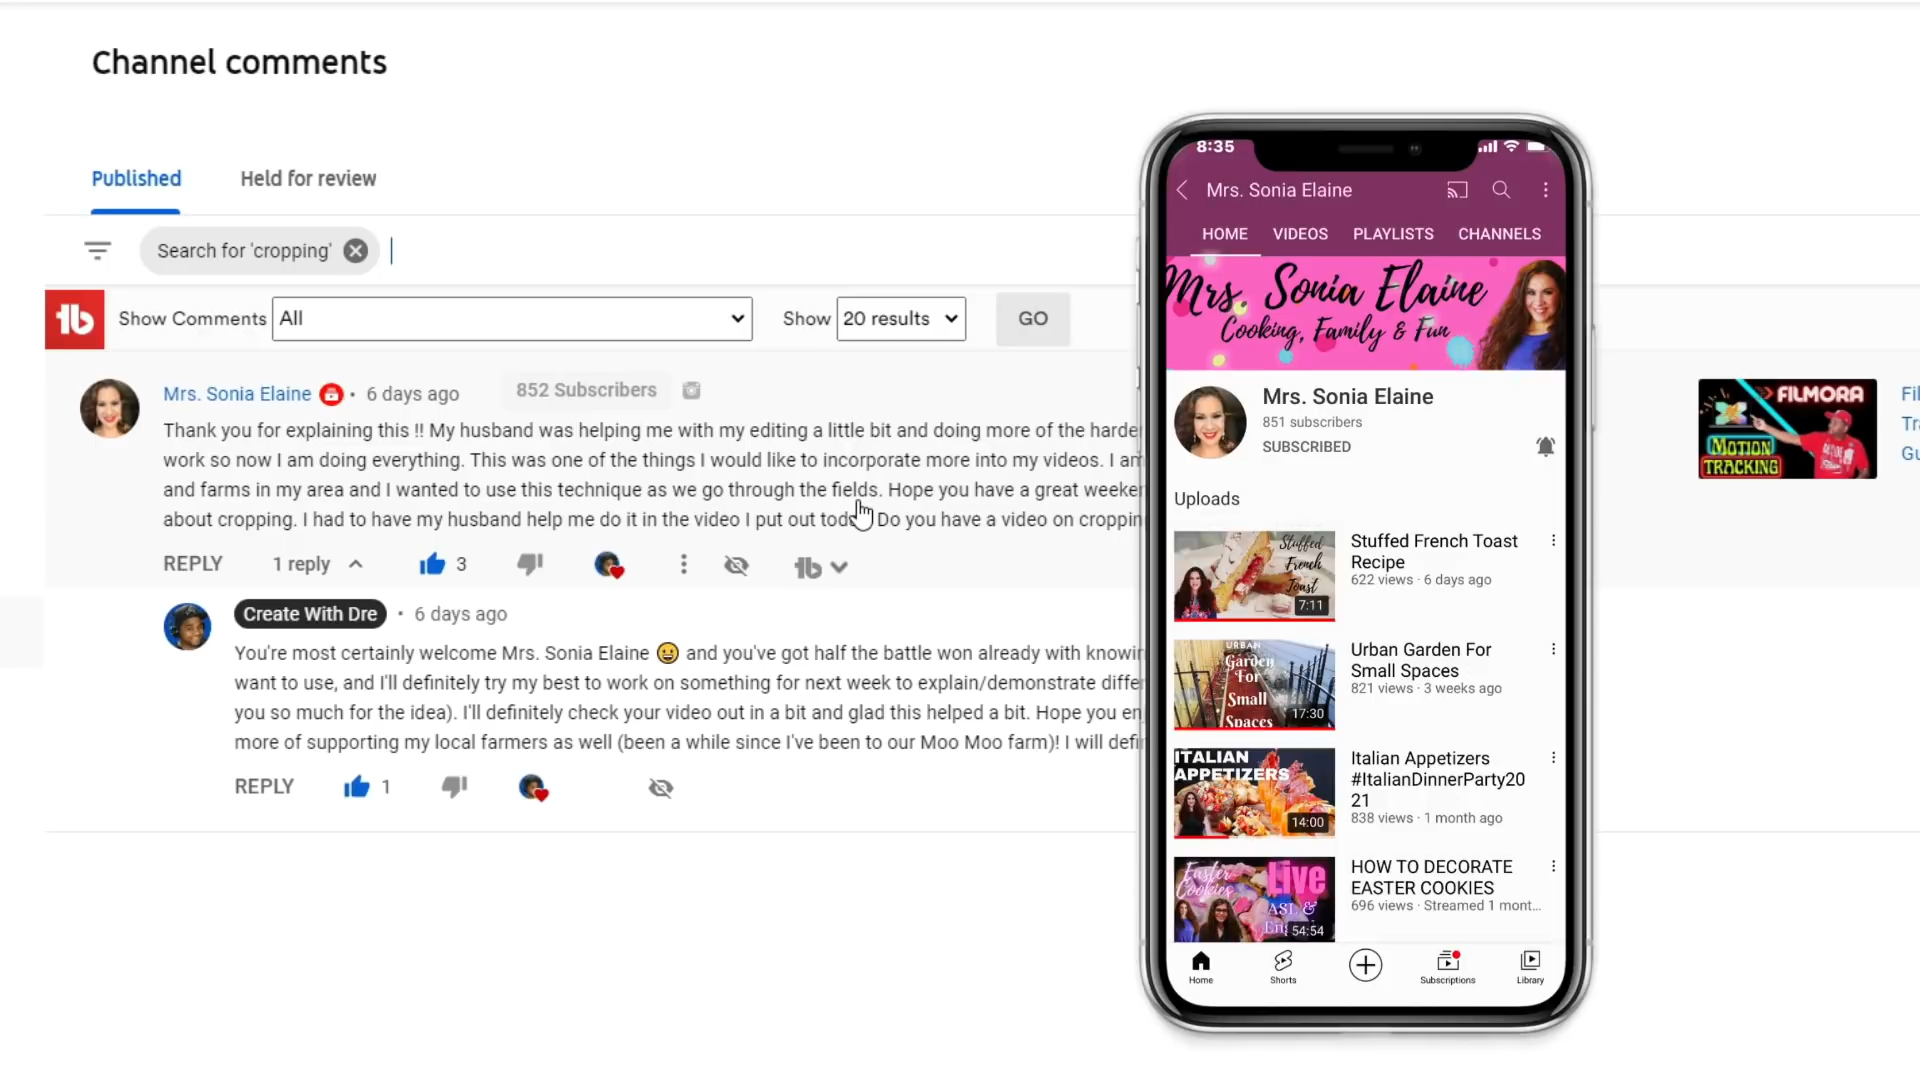 Channel comments
Published
Held for review
Search for 'cropping'
tb
Show Comments
All
Show
20 results
GO
Mrs. Sonia Elaine
• 6 days ago
852 Subscribers
Thank you for explaining this !! My husband was helping me with my editing a little bit and doing more of the harder
work so now I am doing everything. This was one of the things I would like to incorporate more into my videos. I am
and farms in my area and I wanted to use this technique as we go through the fields. Hope you have a great
about cropping. I had to have my husband help me do it in the video I put out Do you have a video on
REPLY
1 reply
3
tb
Create With Dre
• 6 days ago
You're most certainly welcome Mrs. Sonia Elaine 😀 and you've got half the battle won already with
want to use, and I'll definitely try my best to work on something for next week to explain/demonstrate
you so much for the idea). I'll definitely check your video out in a bit and glad this helped a bit. Hope you
more of supporting my local farmers as well (been a while since I've been to our Moo Moo farm)! I will
REPLY
1
8:35
Mrs. Sonia Elaine
HOME
VIDEOS
PLAYLISTS
CHANNELS
Mrs. Sonia Elaine
Cooking, Family & Fun
Mrs. Sonia Elaine
851 subscribers
SUBSCRIBED
Uploads
Stuffed
French
Toast
7:11
Stuffed French Toast
Recipe
622 views · 6 days ago
URBAN
Garden
For
Small
Spaces
17:30
Urban Garden For
Small Spaces
821 views · 3 weeks ago
ITALIAN
APPETIZERS
14:00
Italian Appetizers
#ItalianDinnerParty20
21
838 views · 1 month ago
Easter
Cookies
Live
ASL &
54:54
HOW TO DECORATE
EASTER COOKIES
696 views · Streamed 1 mont...
Home
Shorts
Subscriptions
Library
FILMORA
MOTION
TRACKING